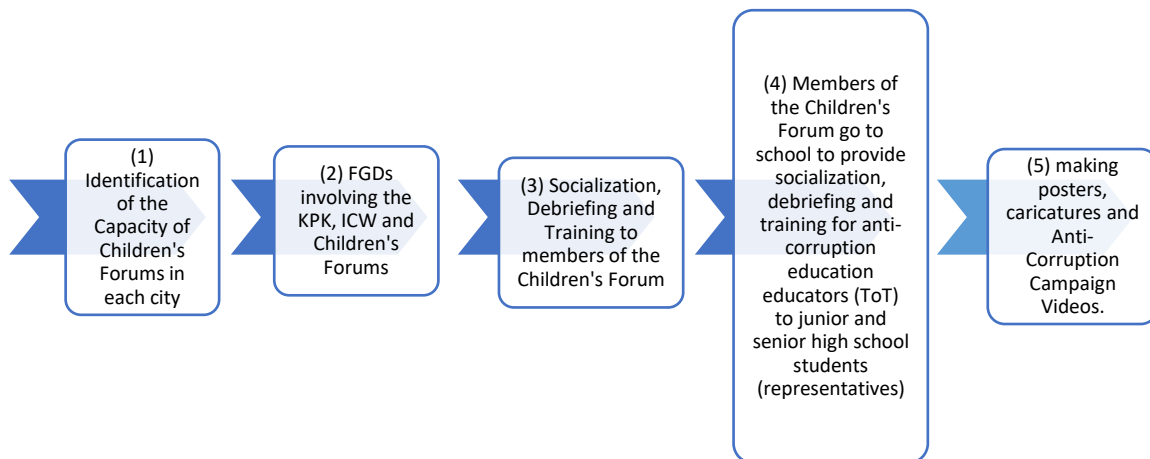 (1)
Identification
of the
Capacity of
Children's
Forums in
each city
(2) FGDs
involving the
KPK, ICW and
Children's
Forums
(3) Socialization,
Debriefing and
Training to
members of the
Children's Forum
(4) Members of
the Children's
Forum go to
school to provide
socialization,
debriefing and
training for anti-
corruption
education
educators (ToT)
to junior and
senior high school
students
(representatives)
(5) making
posters,
caricatures and
Anti-
Corruption
Campaign
Videos.